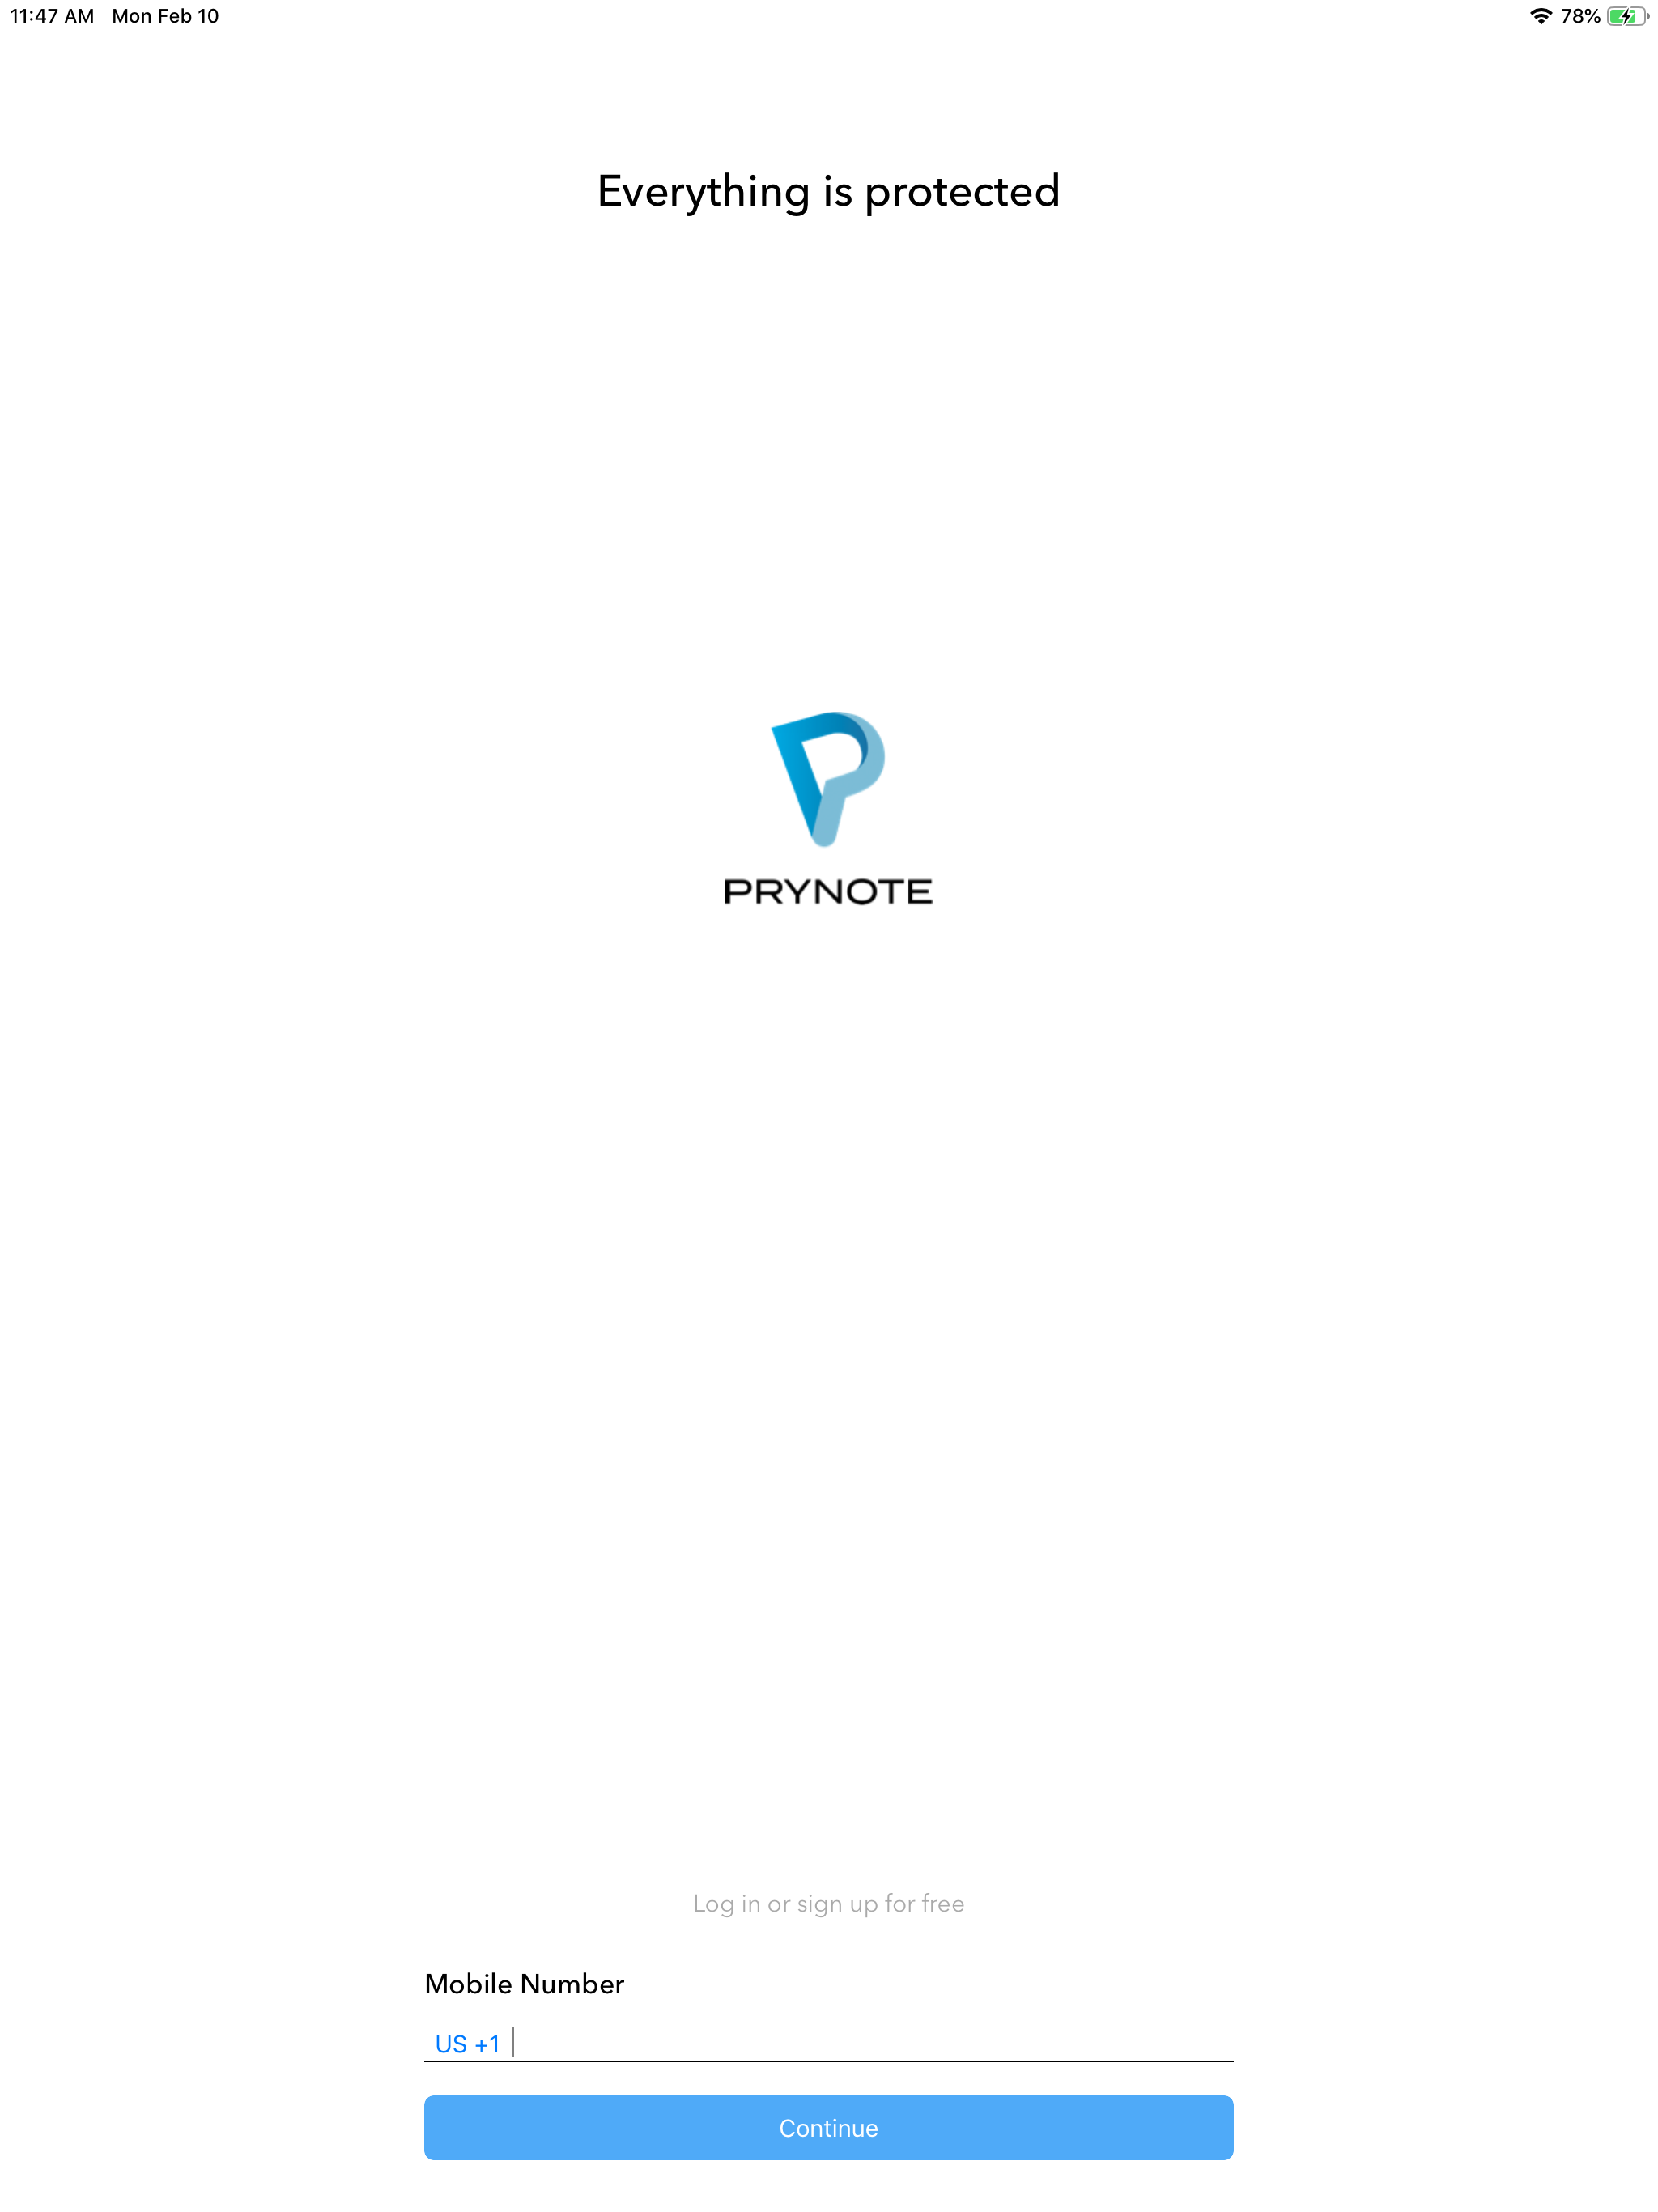 11:47 AM Mon Feb 10 78%
Everything is protected
PRYNOTE
Log in or sign up for free
Mobile Number
US +1
Continue